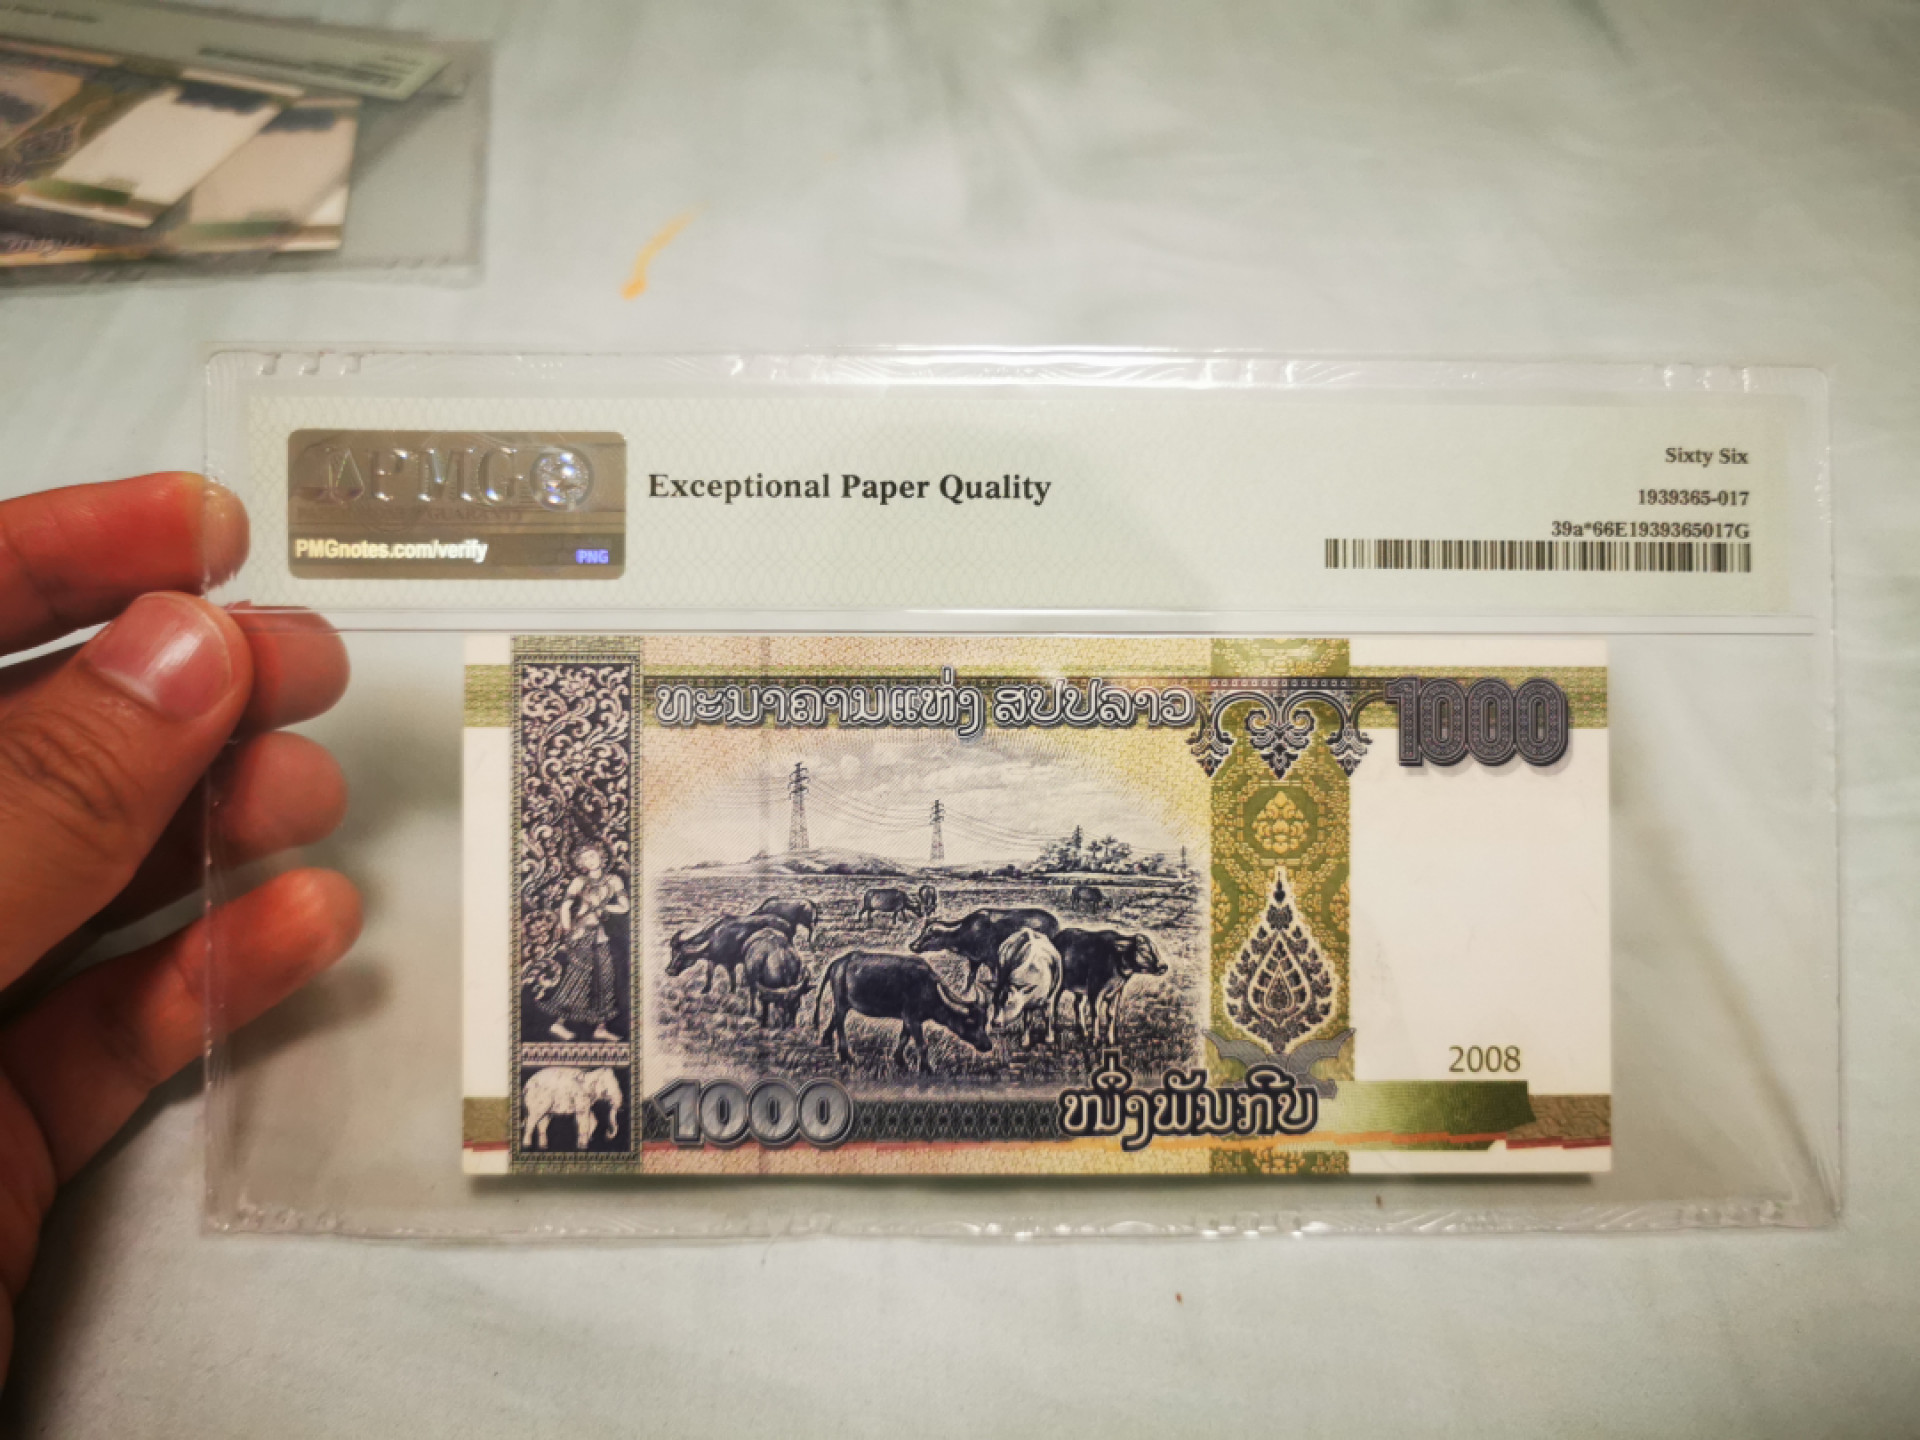 PMG
PMGnotes.com/verify
PNG
Exceptional Paper Quality
Sixty Six
1939365-017
39a*66E1939365017G
ທະນາຄານແຫ່ງ ສປປລາວ
1000
2008
1000
ໜຶ່ງພັນກີບ